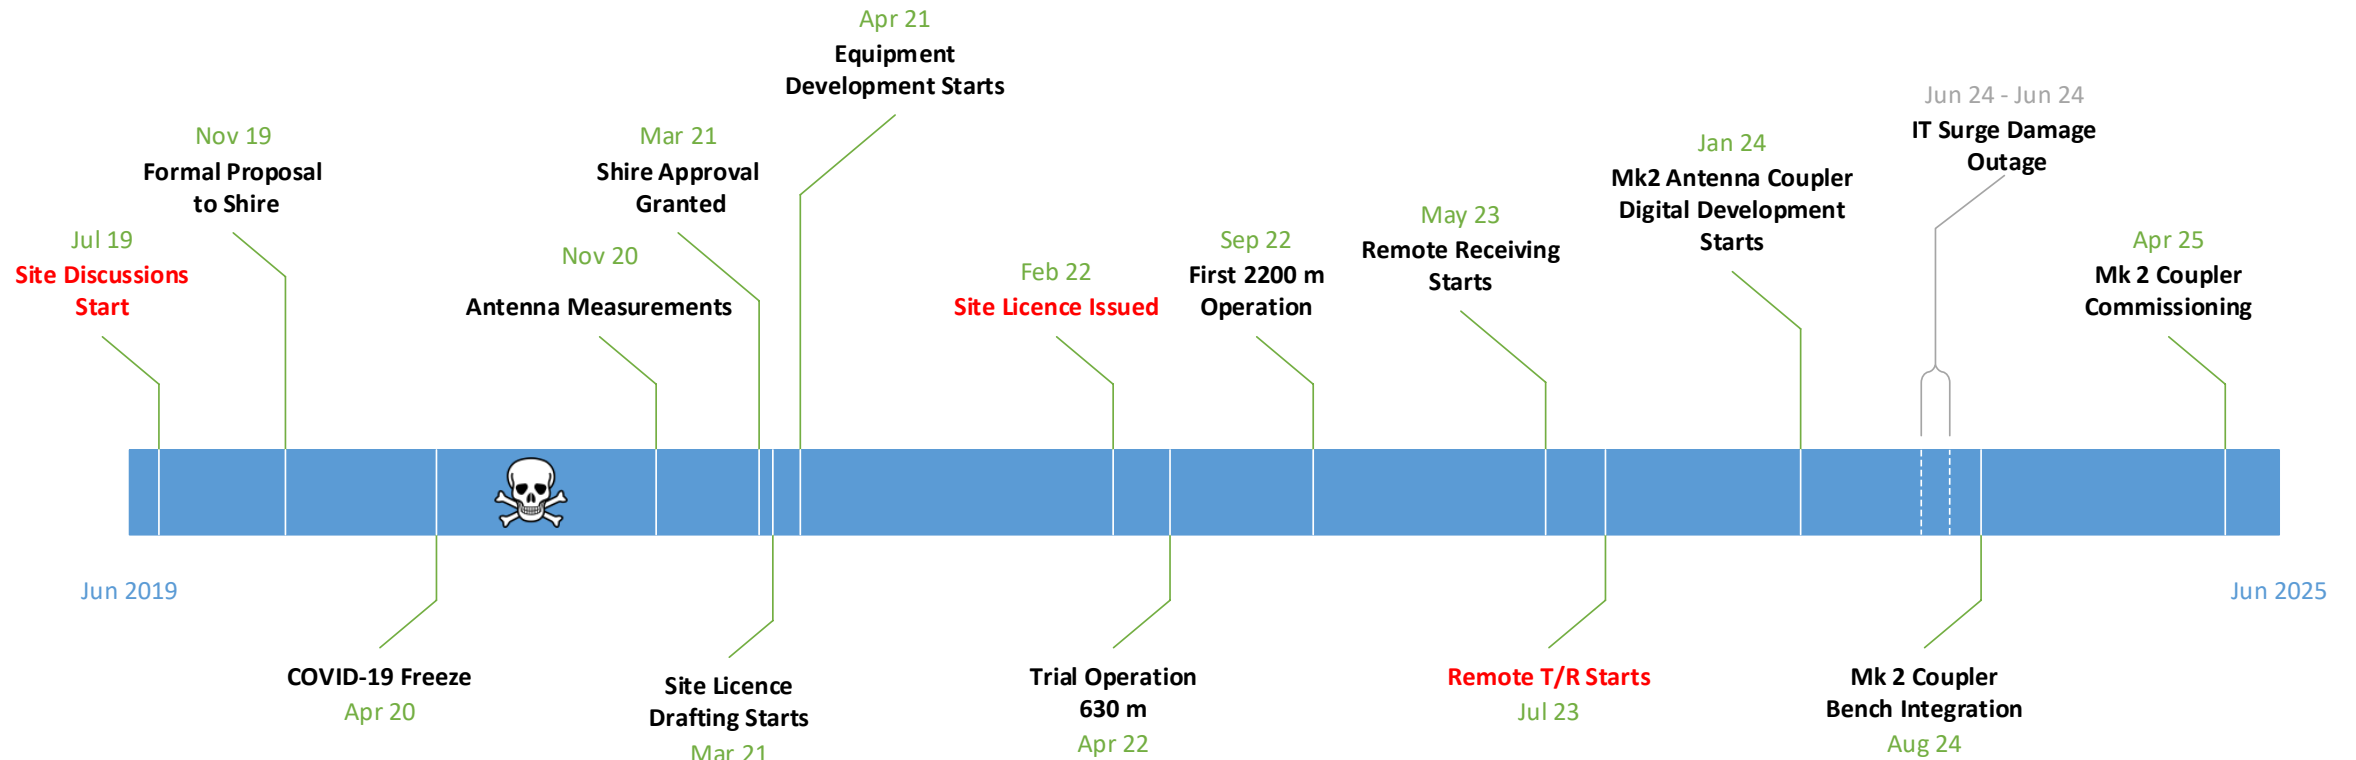 Apr 21
Equipment
Development Starts
Jun 24 - Jun 24
IT Surge Damage
Outage
Nov 19
Formal Proposal
to Shire
Mar 21
Shire Approval
Granted
Jan 24
Mk2 Antenna Coupler
Digital Development
Starts
Jul 19
Site Discussions
Start
Nov 20
Antenna Measurements
Feb 22
Site Licence Issued
Sep 22
First 2200 m
Operation
May 23
Remote Receiving
Starts
Apr 25
Mk 2 Coupler
Commissioning
Jun 2019
Jun 2025
COVID-19 Freeze
Apr 20
Site Licence
Drafting Starts
Mar 21
Trial Operation
630 m
Apr 22
Remote T/R Starts
Jul 23
Mk 2 Coupler
Bench Integration
Aug 24